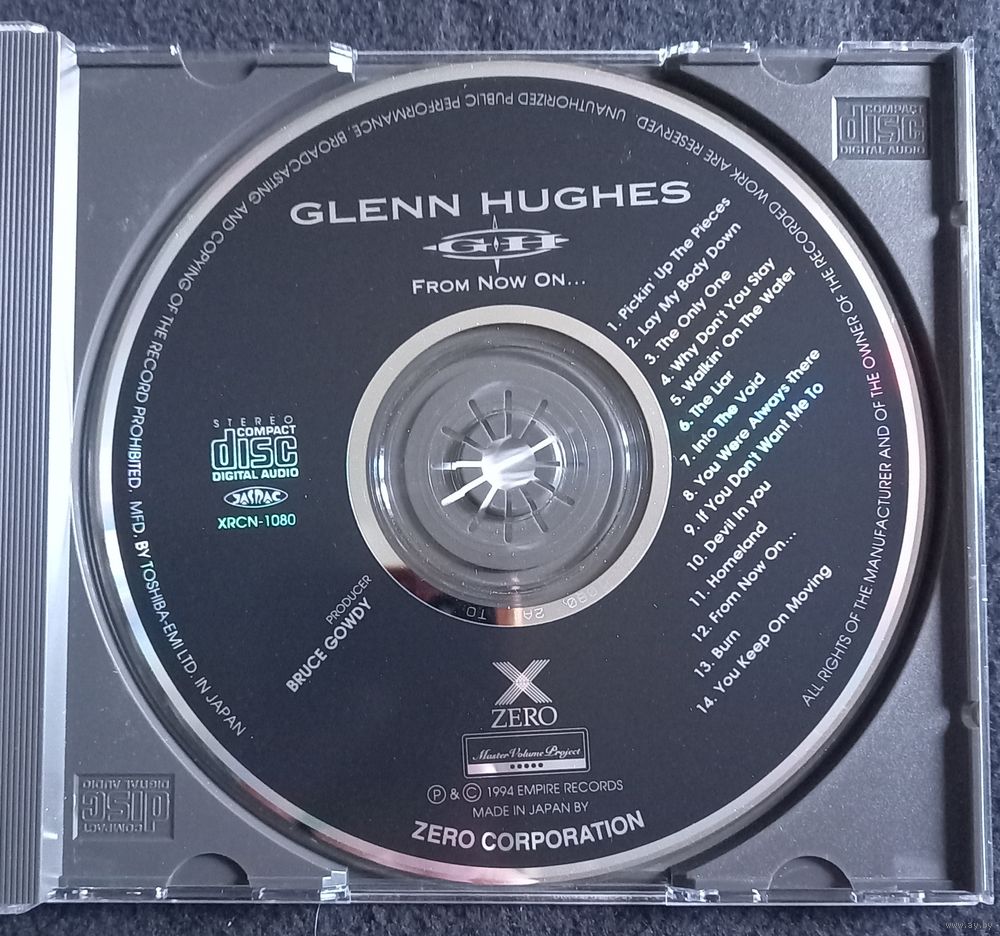 GLENN HUGHES
GH
FROM NOW ON...
1. Pickin' Up The Pieces
2. Lay My Body Down
3. The Only One
4. Why Don't You Stay
5. Walkin' On The Water
6. The Liar
7. Into The Void
8. You Were Always There
9. If You Don't Want Me To
10. Devil In you
11. Homeland
12. From Now On...
13. Burn
14. You Keep On Moving
STEREO
COMPACT
disc
DIGITAL AUDIO
JASRAC
XRCN-1080
PRODUCER
BRUCE GOWDY
ZERO
Master Volume Project
Ⓟ & © 1994 EMPIRE RECORDS
MADE IN JAPAN BY
ZERO CORPORATION
ALL RIGHTS OF THE MANUFACTURER AND OF THE OWNER OF THE RECORDED WORK ARE RESERVED. UNAUTHORIZED PUBLIC PERFORMANCE, BROADCASTING AND COPYING OF THE RECORD PROHIBITED. MFD. BY TOSHIBA-EMI LTD. IN JAPAN
COMPACT
disc
DIGITAL AUDIO
COMPACT
disc
DIGITAL AUDIO
www.ay.by